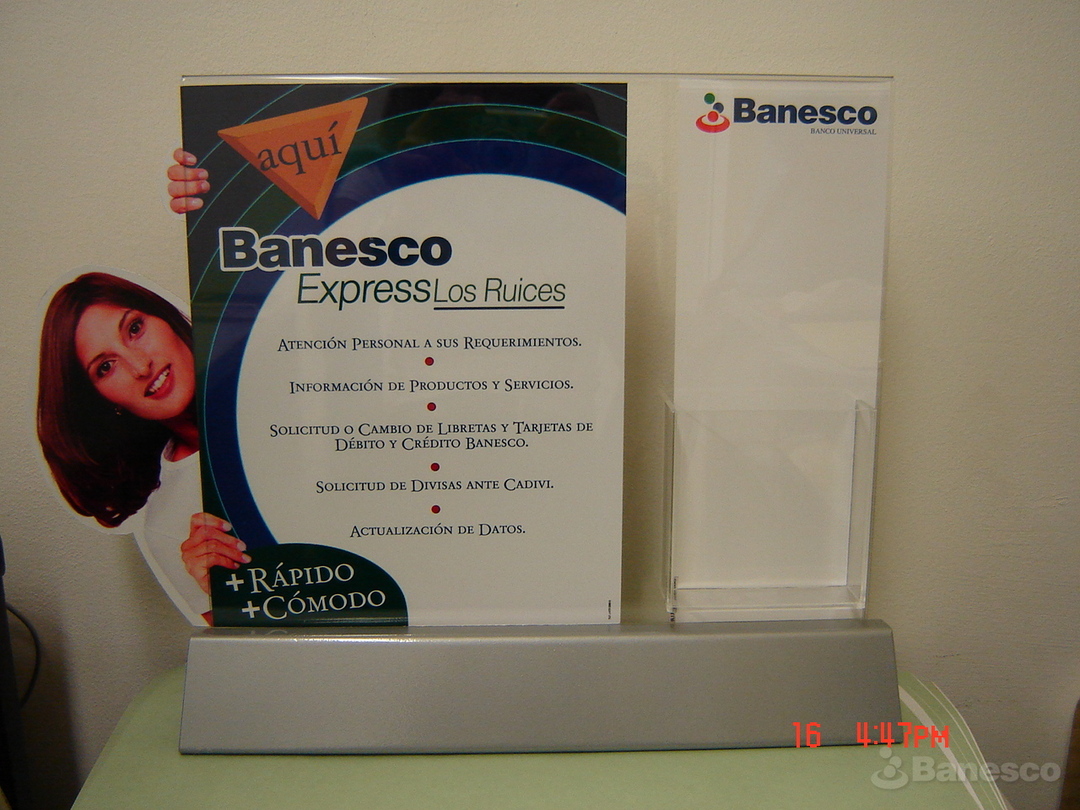 aquí
Banesco
Express Los Ruices
ATENCIÓN PERSONAL A SUS REQUERIMIENTOS.
INFORMACIÓN DE PRODUCTOS Y SERVICIOS.
SOLICITUD O CAMBIO DE LIBRETAS Y TARJETAS DE
DÉBITO Y CRÉDITO BANESCO.
SOLICITUD DE DIVISAS ANTE CADIVI.
ACTUALIZACIÓN DE DATOS.
+RÁPIDO
+CÓMODO
Banesco
BANCO UNIVERSAL
16 4:47PM
Banesco